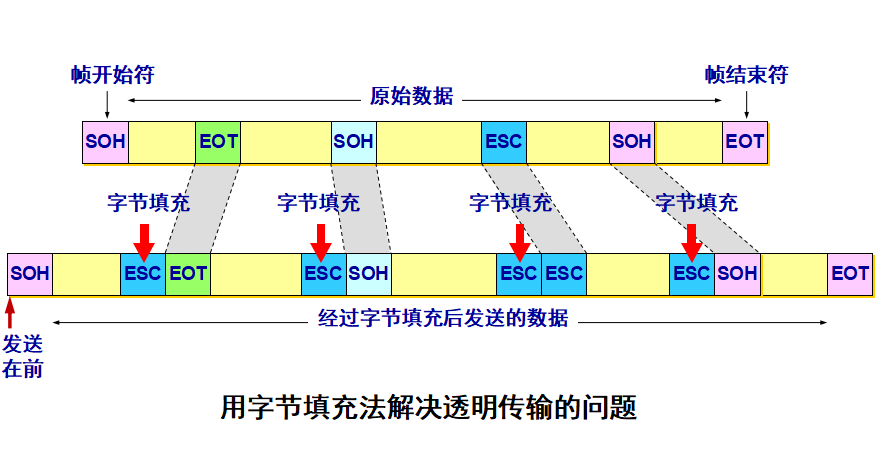 帧开始符
原始数据
帧结束符
SOH
EOT
SOH
ESC
SOH
EOT
字节填充
字节填充
字节填充
字节填充
SOH
ESC
EOT
ESC
SOH
ESC
ESC
ESC
SOH
EOT
经过字节填充后发送的数据
发送
在前
用字节填充法解决透明传输的问题